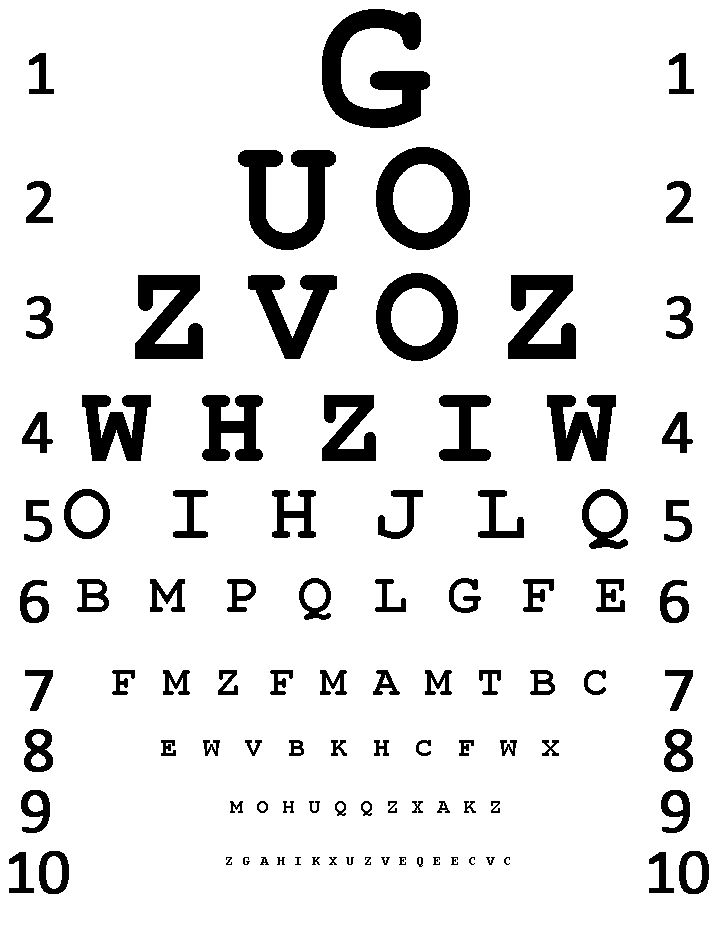 1 G 1
2 U O 2
3 Z V O Z 3
4 W H Z I W 4
5 O I H J L Q 5
6 B M P Q L G F E 6
7 F M Z F M A M T B C 7
8 E W V B K H C F W X 8
9 M O H U Q Q Z X A K Z 9
10 Z G A H I K X U Z V E Q E E C V C 10